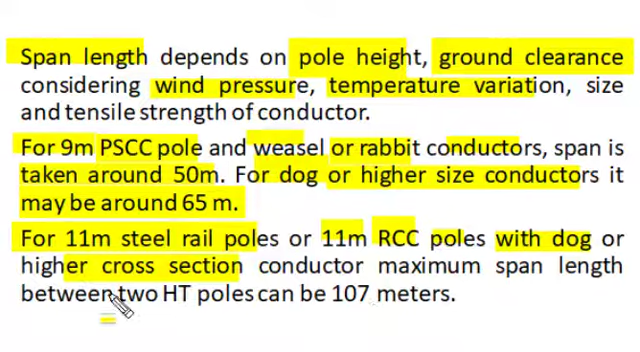 Span length depends on pole height, ground clearance
considering wind pressure, temperature variation, size
and tensile strength of conductor.
For 9m PSCC pole and weasel or rabbit conductors, span is
taken around 50m. For dog or higher size conductors it
may be around 65 m.
For 11m steel rail poles or 11m RCC poles with dog or
higher cross section conductor maximum span length
between two HT poles can be 107 meters.